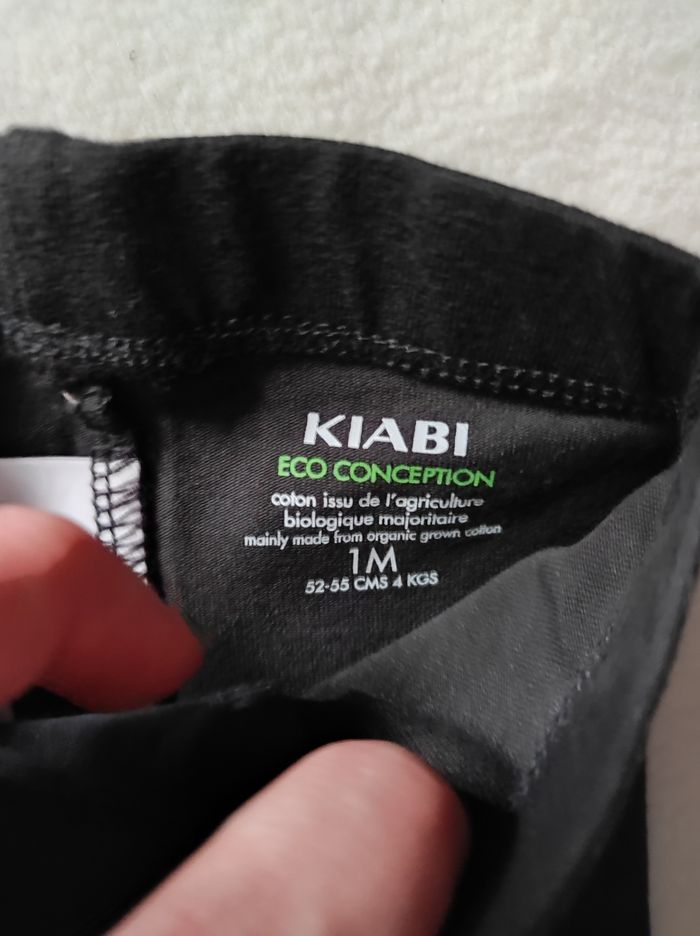 KIABI
ECO CONCEPTION
coton issu de l'agriculture
biologique majoritaire
mainly made from organic grown cotton
1M
52-55 CMS 4 KGS